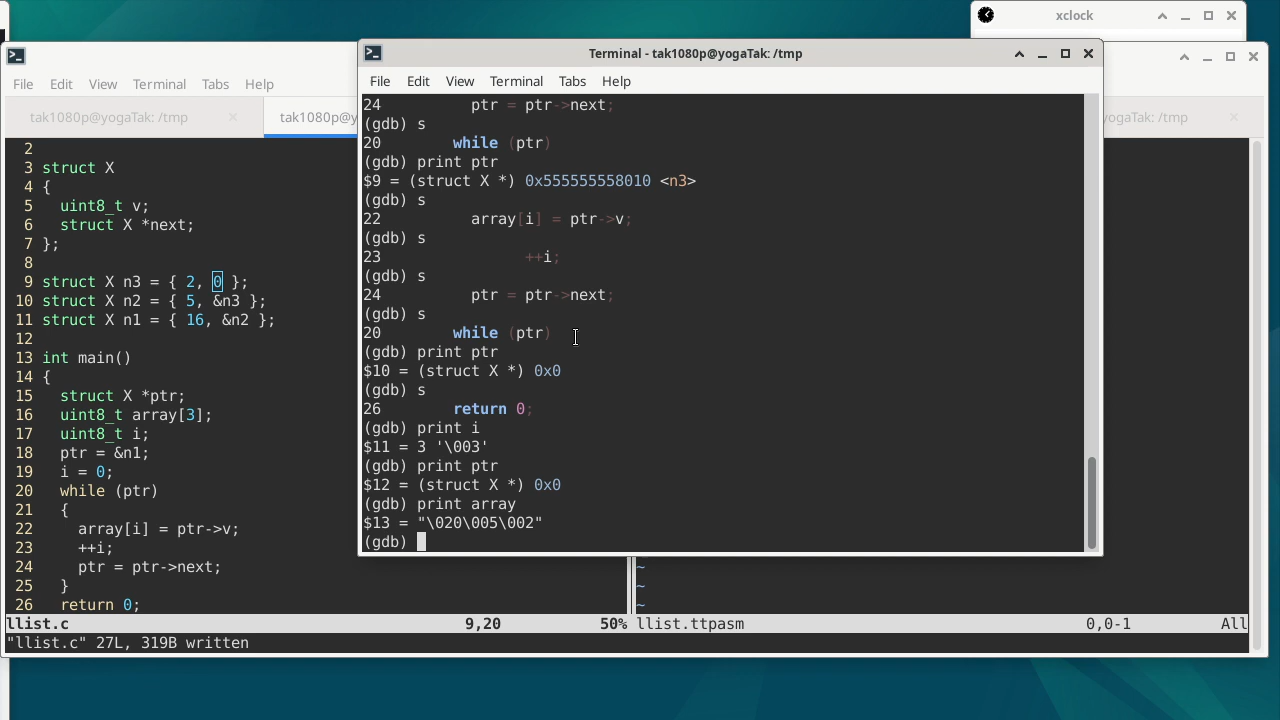 xclock
Terminal - tak1080p@yogaTak: /tmp
File Edit View Terminal Tabs Help
File Edit View Terminal Tabs Help
tak1080p@yogaTak: /tmp
tak1080p@y
yogaTak: /tmp
2
3 struct X
4 {
5   uint8_t v;
6   struct X *next;
7 };
8
9 struct X n3 = { 2, 0 };
10 struct X n2 = { 5, &n3 };
11 struct X n1 = { 16, &n2 };
12
13 int main()
14 {
15   struct X *ptr;
16   uint8_t array[3];
17   uint8_t i;
18   ptr = &n1;
19   i = 0;
20   while (ptr)
21   {
22     array[i] = ptr->v;
23     ++i;
24     ptr = ptr->next;
25   }
26   return 0;
24          ptr = ptr->next;
(gdb) s
20        while (ptr)
(gdb) print ptr
$9 = (struct X *) 0x555555558010 <n3>
(gdb) s
22          array[i] = ptr->v;
(gdb) s
23                ++i;
(gdb) s
24          ptr = ptr->next;
(gdb) s
20        while (ptr)
(gdb) print ptr
$10 = (struct X *) 0x0
(gdb) s
26        return 0;
(gdb) print i
$11 = 3 '\003'
(gdb) print ptr
$12 = (struct X *) 0x0
(gdb) print array
$13 = "\020\005\002"
(gdb)
~
~
~
llist.c 9,20 50% llist.ttpasm 0,0-1 All
"llist.c" 27L, 319B written